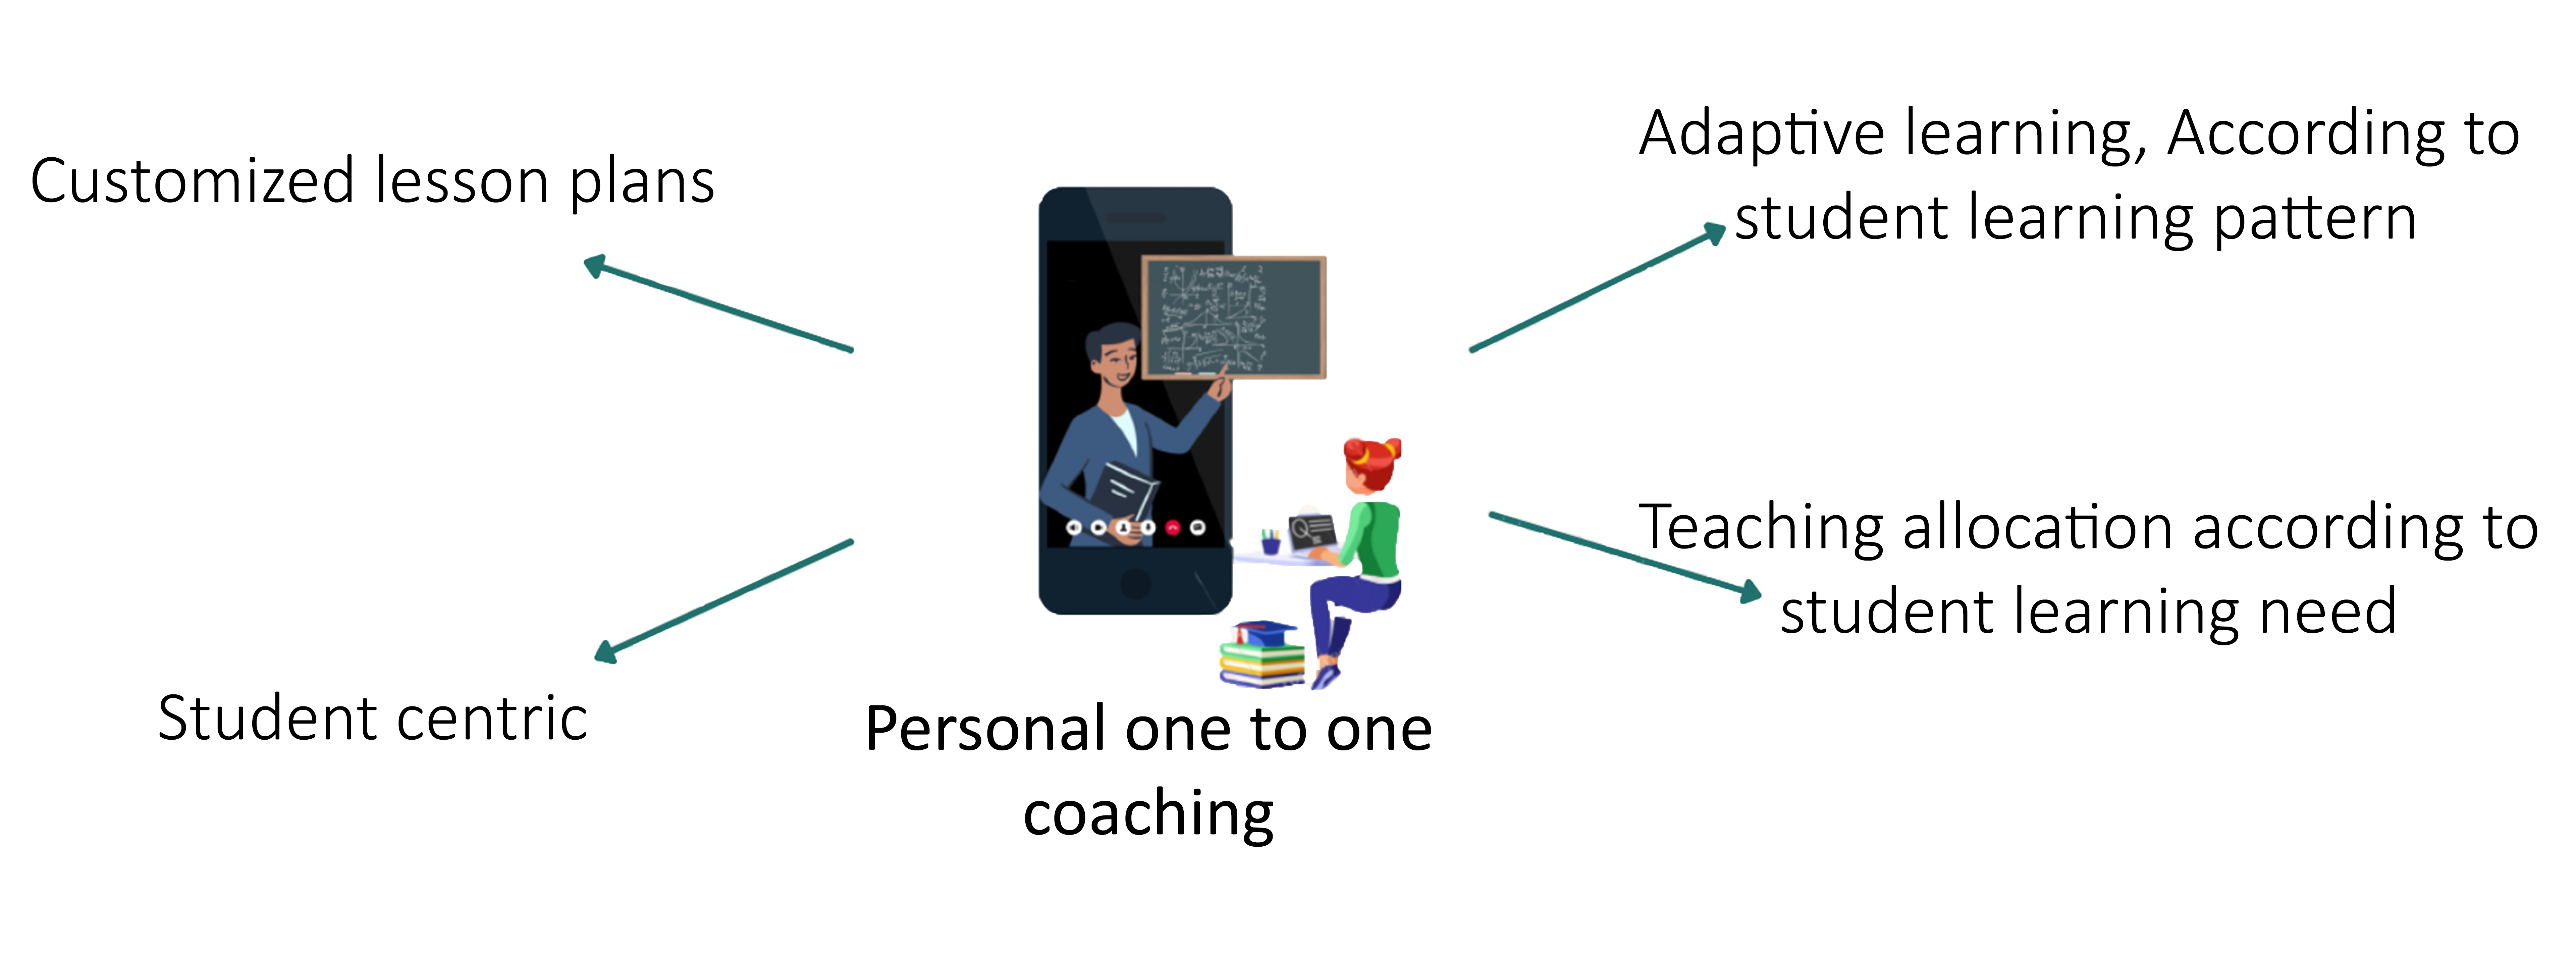 Customized lesson plans
Adaptive learning, According to
student learning pattern
Teaching allocation according to
student learning need
Student centric
Personal one to one
coaching